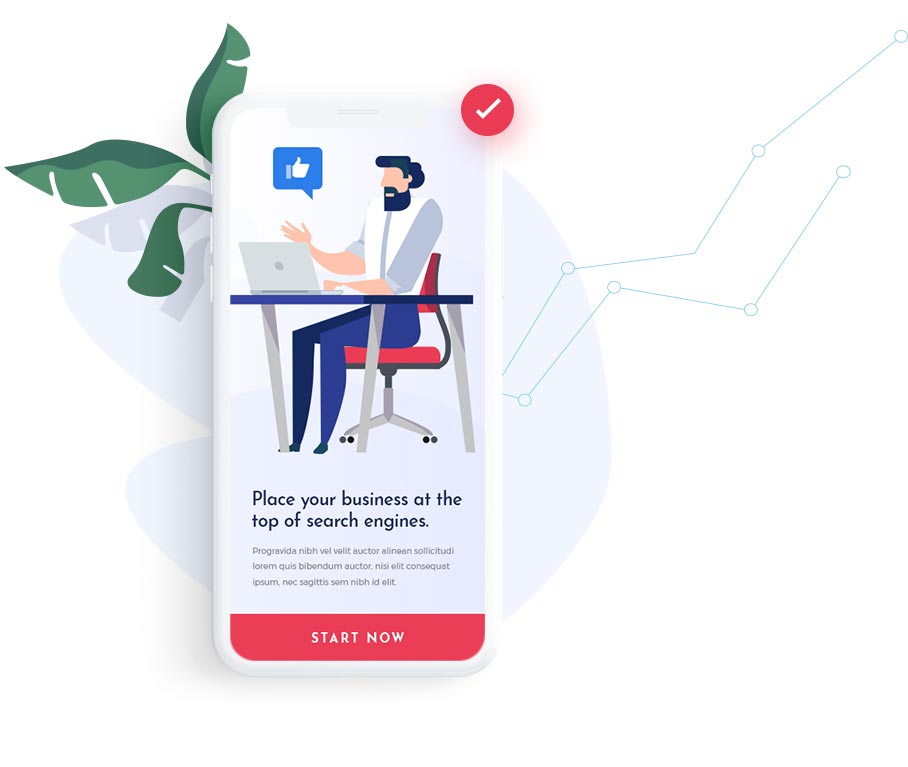 Place your business at the
top of search engines.
Progravida nibh vel velit auctor alinean sollicitudi
lorem quis bibendum auctor, nisi elit consequat
ipsum, nec sagittis sem nibh id elit.
START NOW